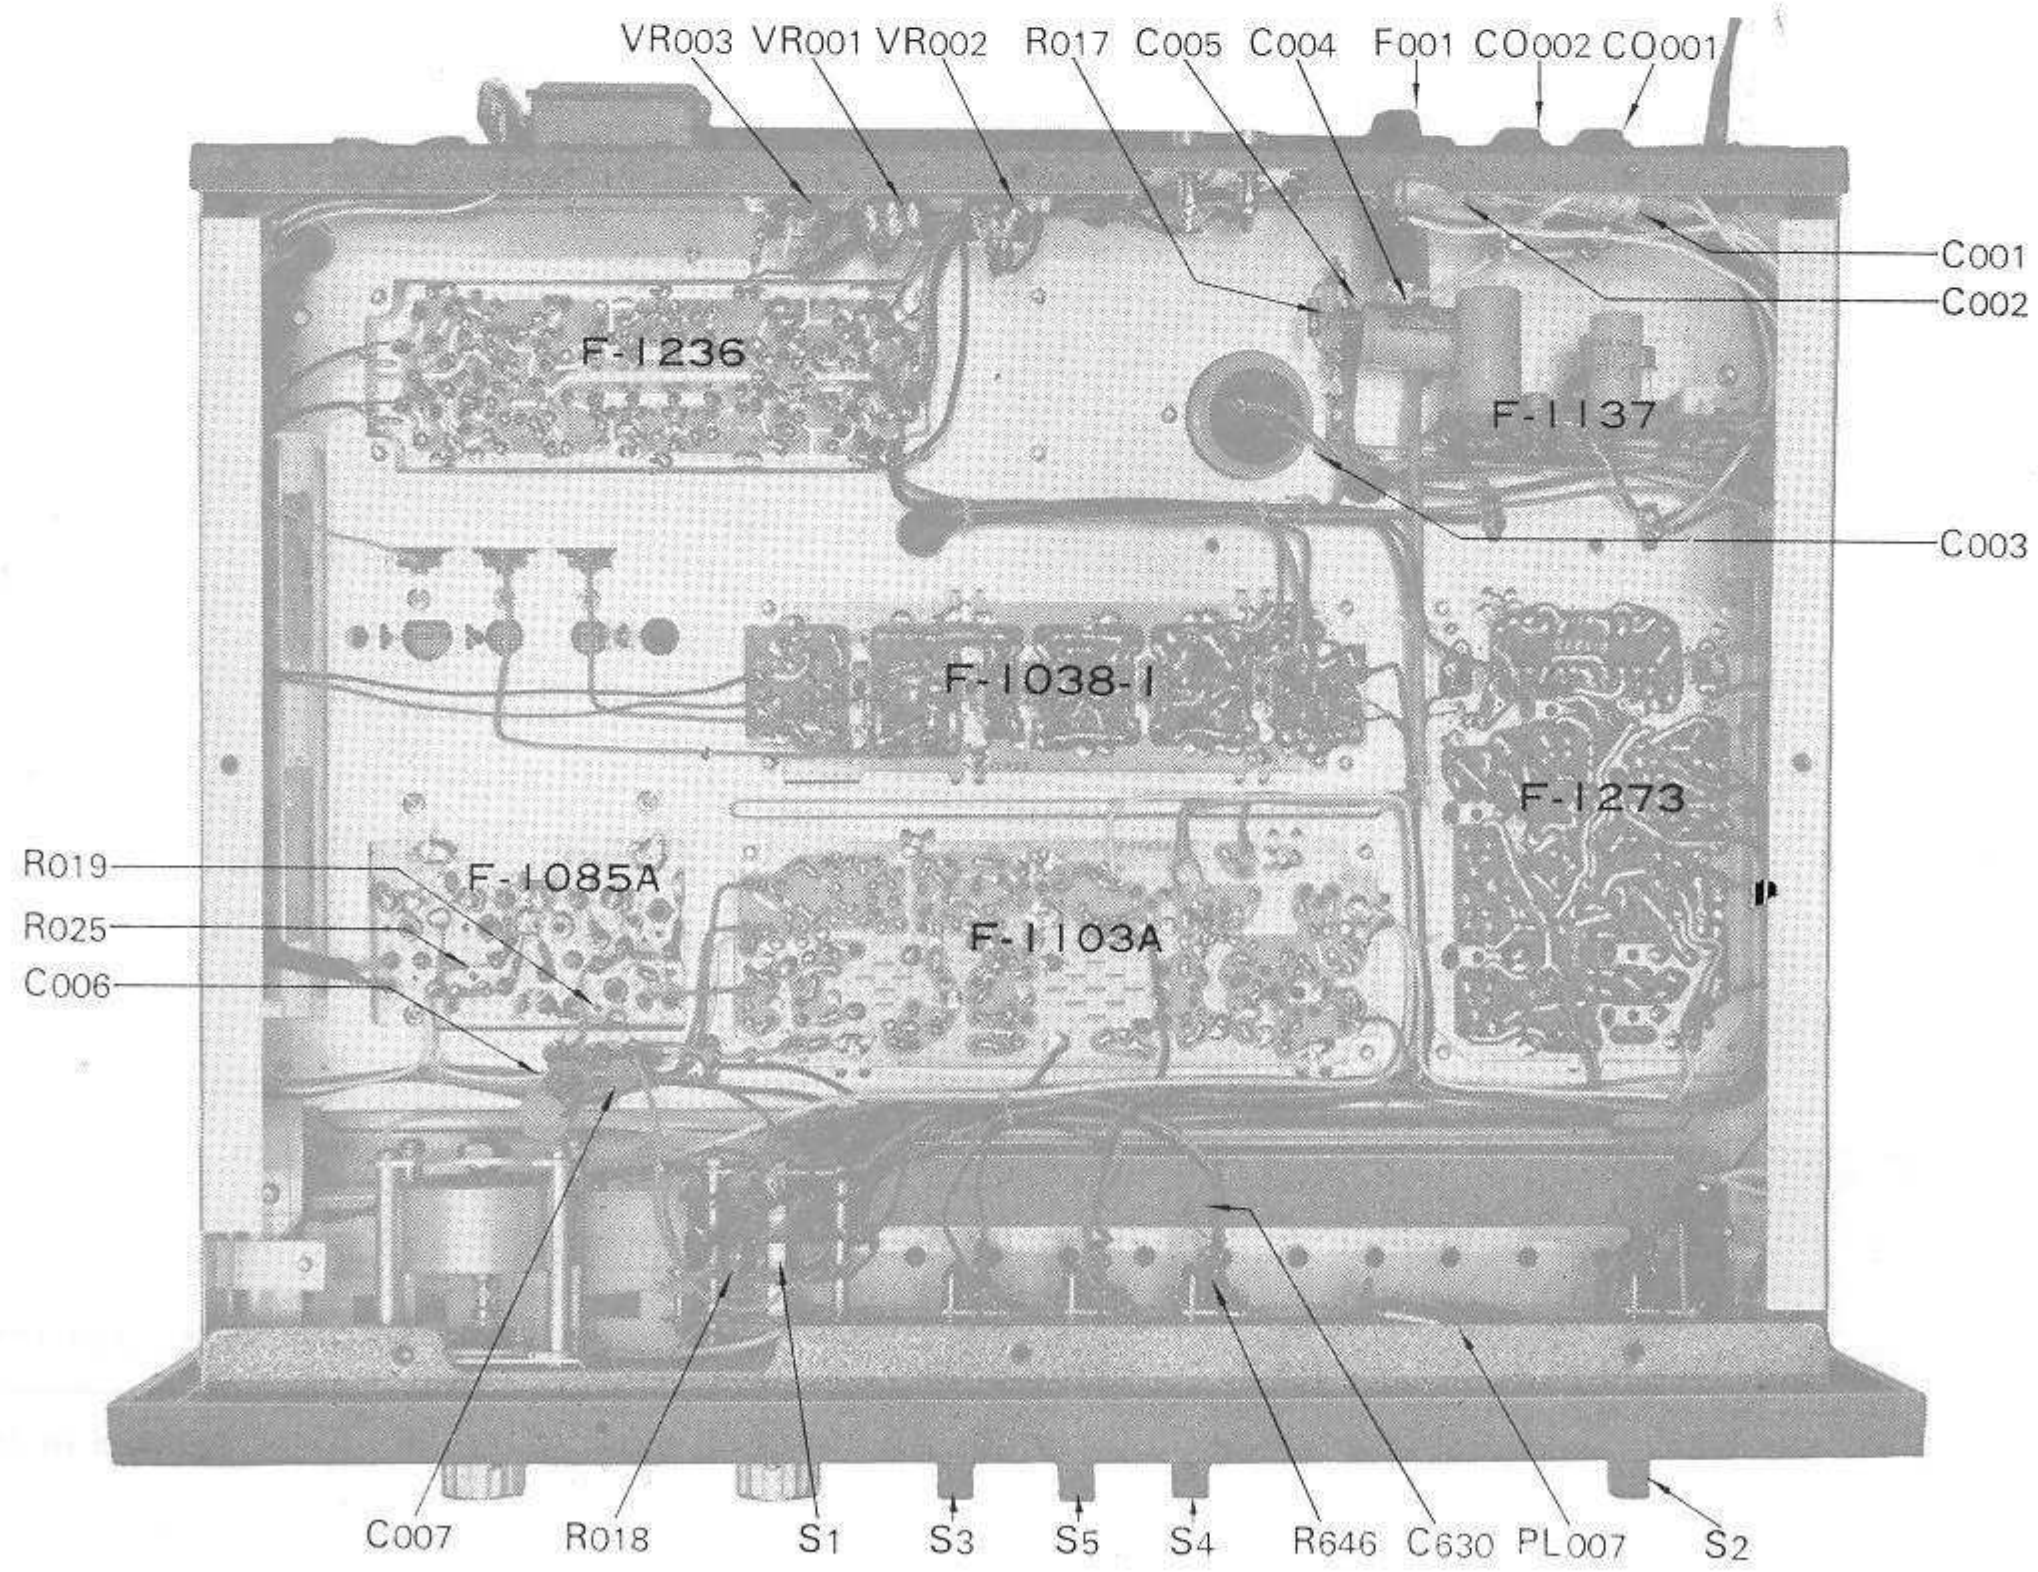 VR003 VR001 VR002 R017 C005 C004 F001 CO002 CO001
C001
C002
F-1236
F-1137
C003
F-1038-1
F-1273
R019
F-1085A
R025
F-1103A
C006
C007 R018 S1 S3 S5 S4 R646 C630 PL007 S2